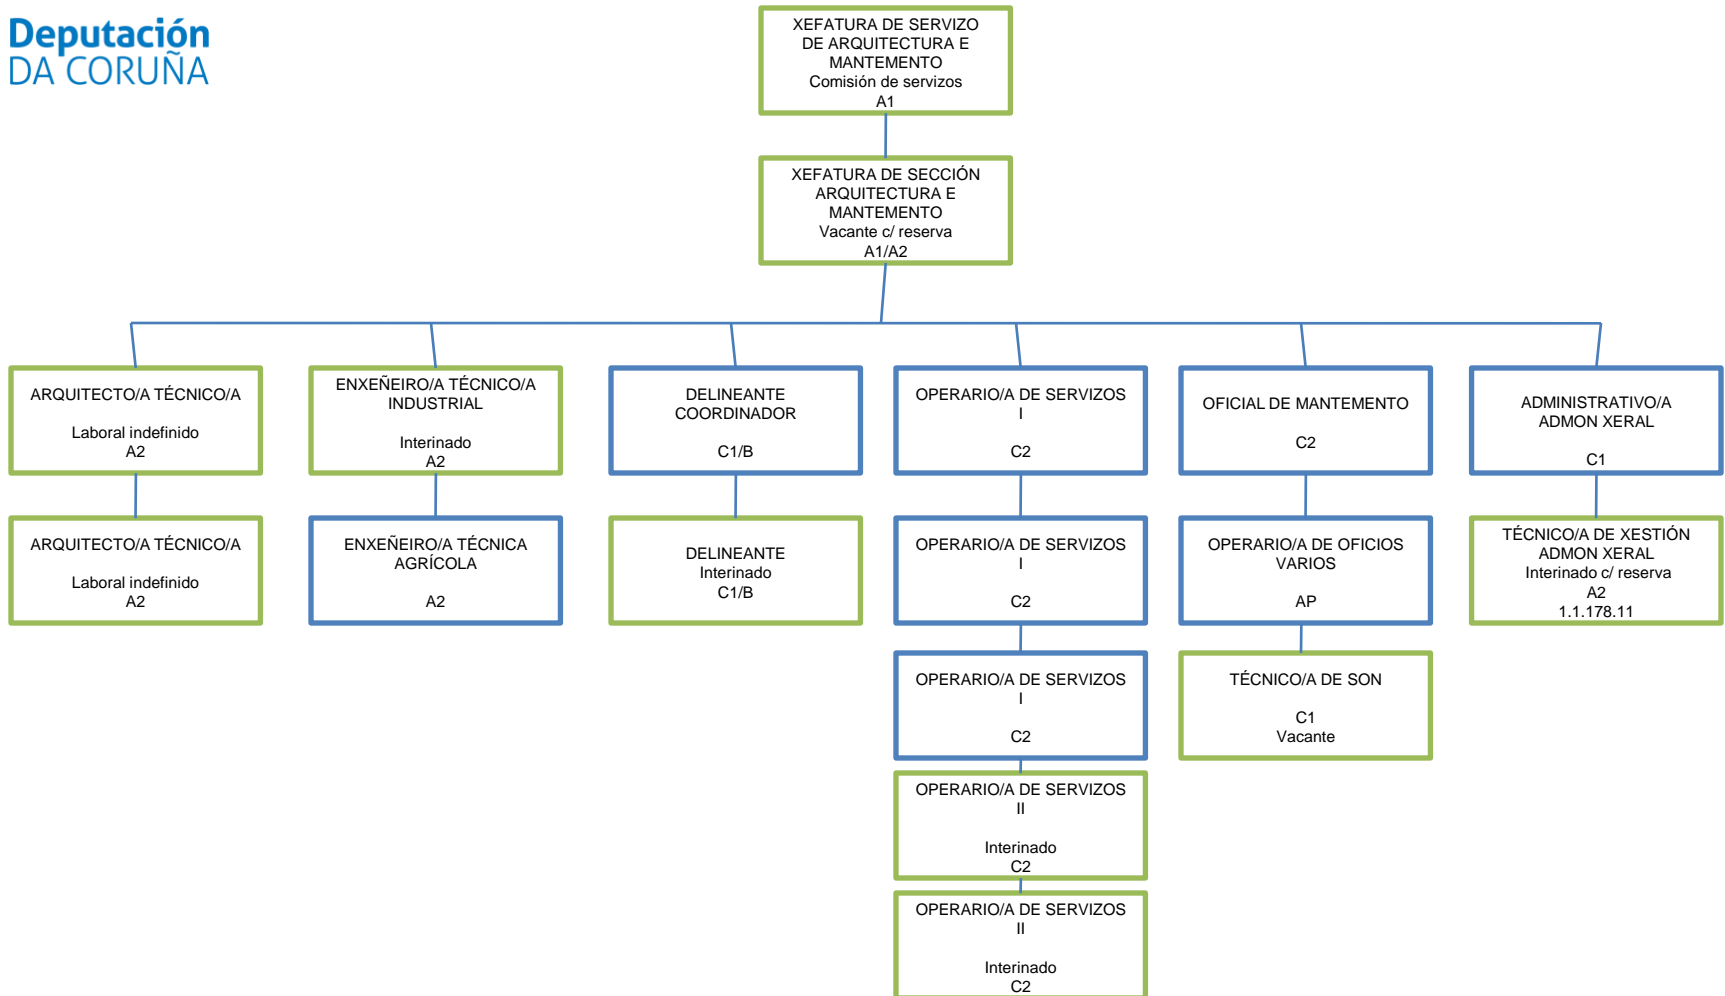 Deputación
DA CORUÑA
XEFATURA DE SERVIZO
DE ARQUITECTURA E
MANTEMENTO
Comisión de servizos
A1
XEFATURA DE SECCIÓN
ARQUITECTURA E
MANTEMENTO
Vacante c/ reserva
A1/A2
ARQUITECTO/A TÉCNICO/A
Laboral indefinido
A2
ENXEÑEIRO/A TÉCNICO/A
INDUSTRIAL
Interinado
A2
DELINEANTE
COORDINADOR
C1/B
OPERARIO/A DE SERVIZOS
I
C2
OFICIAL DE MANTEMENTO
C2
ADMINISTRATIVO/A
ADMON XERAL
C1
ARQUITECTO/A TÉCNICO/A
Laboral indefinido
A2
ENXEÑEIRO/A TÉCNICA
AGRÍCOLA
A2
DELINEANTE
Interinado
C1/B
OPERARIO/A DE SERVIZOS
I
C2
OPERARIO/A DE OFICIOS
VARIOS
AP
TÉCNICO/A DE XESTIÓN
ADMON XERAL
Interinado c/ reserva
A2
1.1.178.11
OPERARIO/A DE SERVIZOS
I
C2
TÉCNICO/A DE SON
C1
Vacante
OPERARIO/A DE SERVIZOS
II
Interinado
C2
OPERARIO/A DE SERVIZOS
II
Interinado
C2